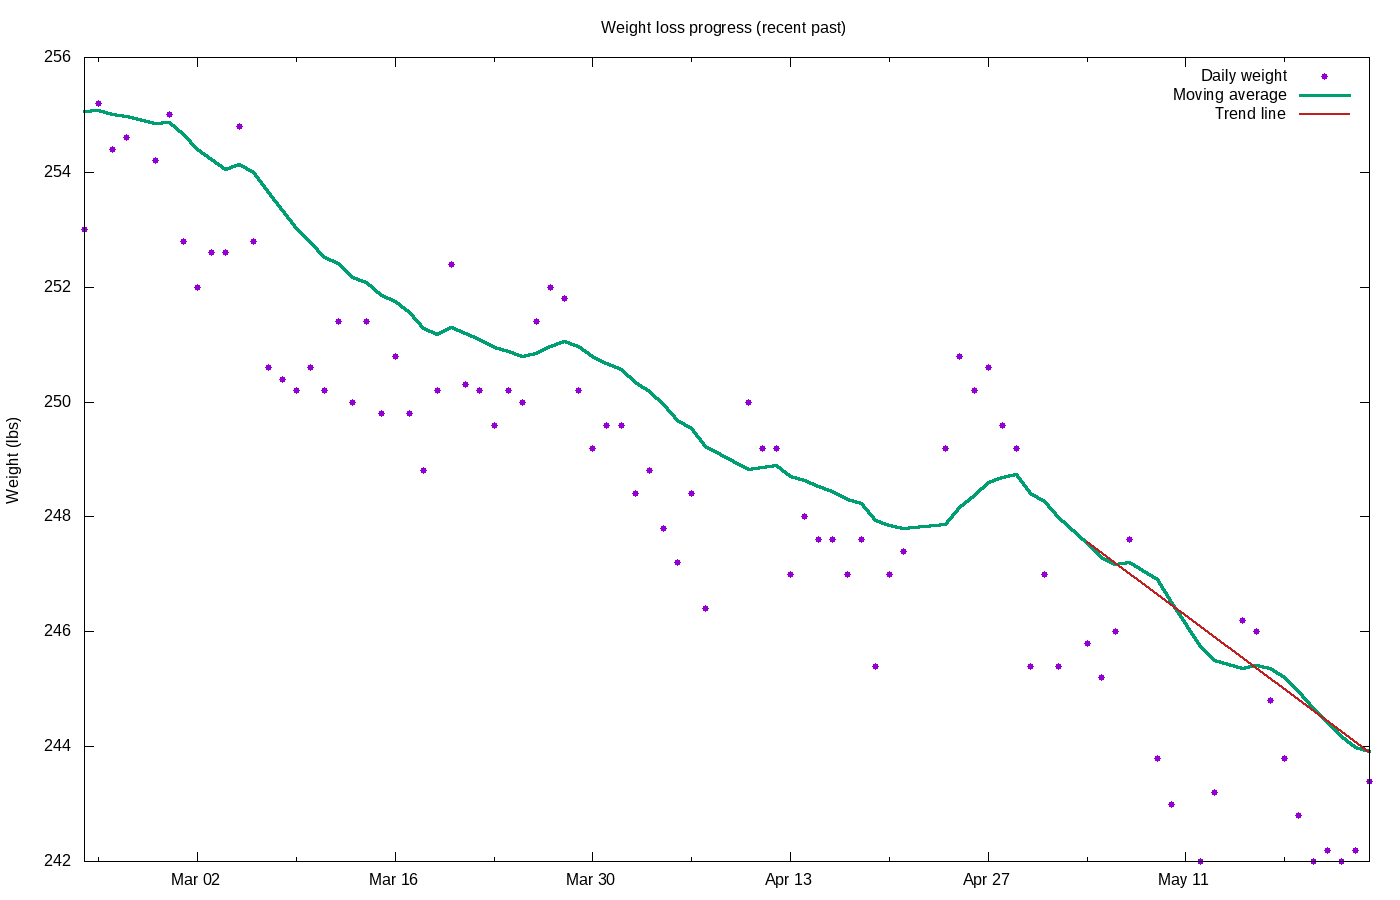 Weight loss progress (recent past)
256
254
252
250
248
246
244
242
Weight (lbs)
Daily weight
Moving average
Trend line
Mar 02
Mar 16
Mar 30
Apr 13
Apr 27
May 11